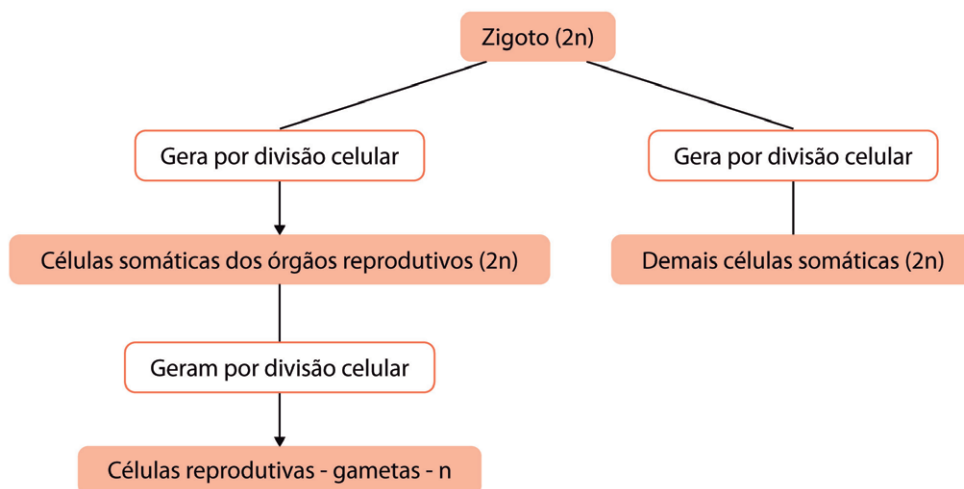 Zigoto (2n)
Gera por divisão celular
Gera por divisão celular
Células somáticas dos órgãos reprodutivos (2n)
Demais células somáticas (2n)
Geram por divisão celular
Células reprodutivas - gametas - n